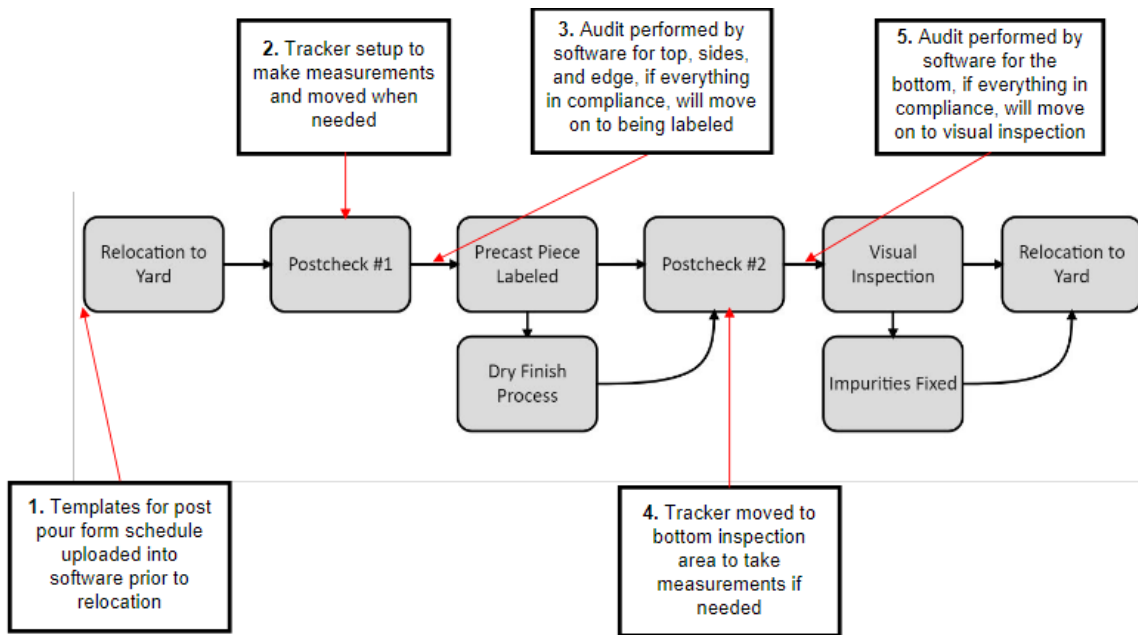 2. Tracker setup to
make measurements
and moved when
needed
3. Audit performed by
software for top, sides,
and edge, if everything
in compliance, will move
on to being labeled
5. Audit performed by
software for the
bottom, if everything in
compliance, will move
on to visual inspection
Relocation to
Yard
Postcheck #1
Precast Piece
Labeled
Postcheck #2
Visual
Inspection
Relocation to
Yard
Dry Finish
Process
Impurities Fixed
1. Templates for post
pour form schedule
uploaded into
software prior to
relocation
4. Tracker moved to
bottom inspection
area to take
measurements if
needed